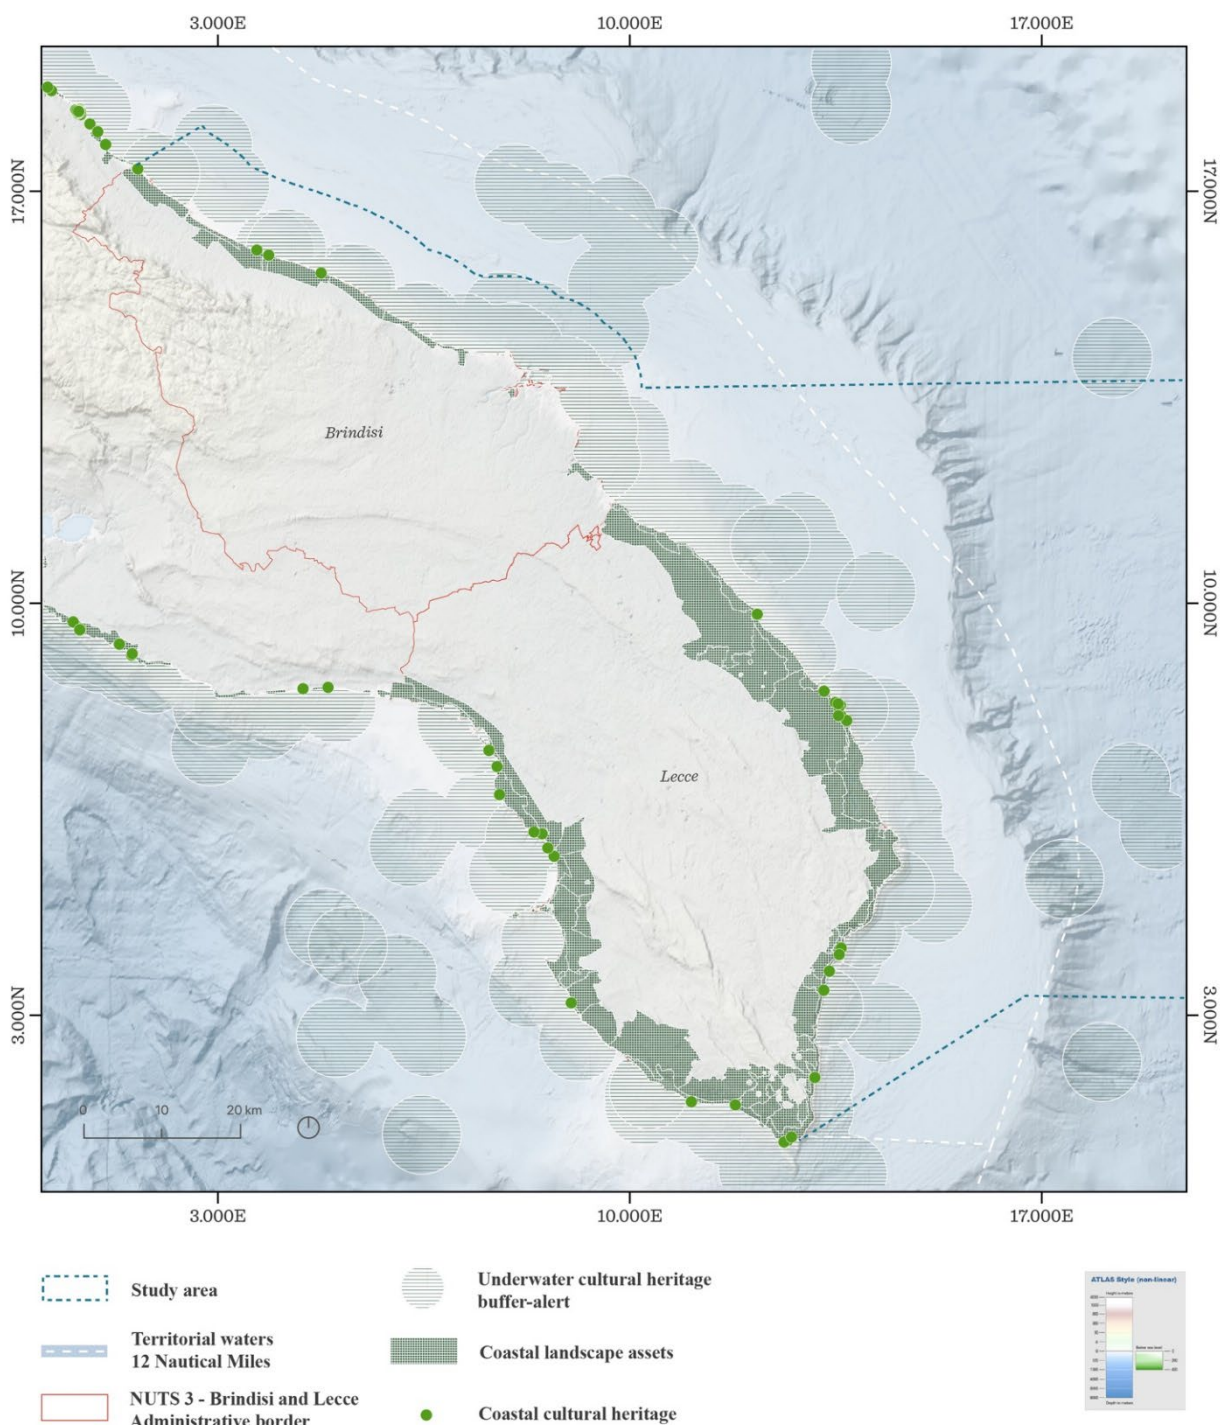 3.000E 10.000E 17.000E
17.000N 17.000N
Brindisi
10.000N 10.000N
Lecce
3.000N 3.000N
0 10 20 km
3.000E 10.000E 17.000E
Study area
Underwater cultural heritage
buffer-alert
Territorial waters
12 Nautical Miles
Coastal landscape assets
NUTS 3 - Brindisi and Lecce
Administrative border
Coastal cultural heritage
ATLAS Style (non-linear)